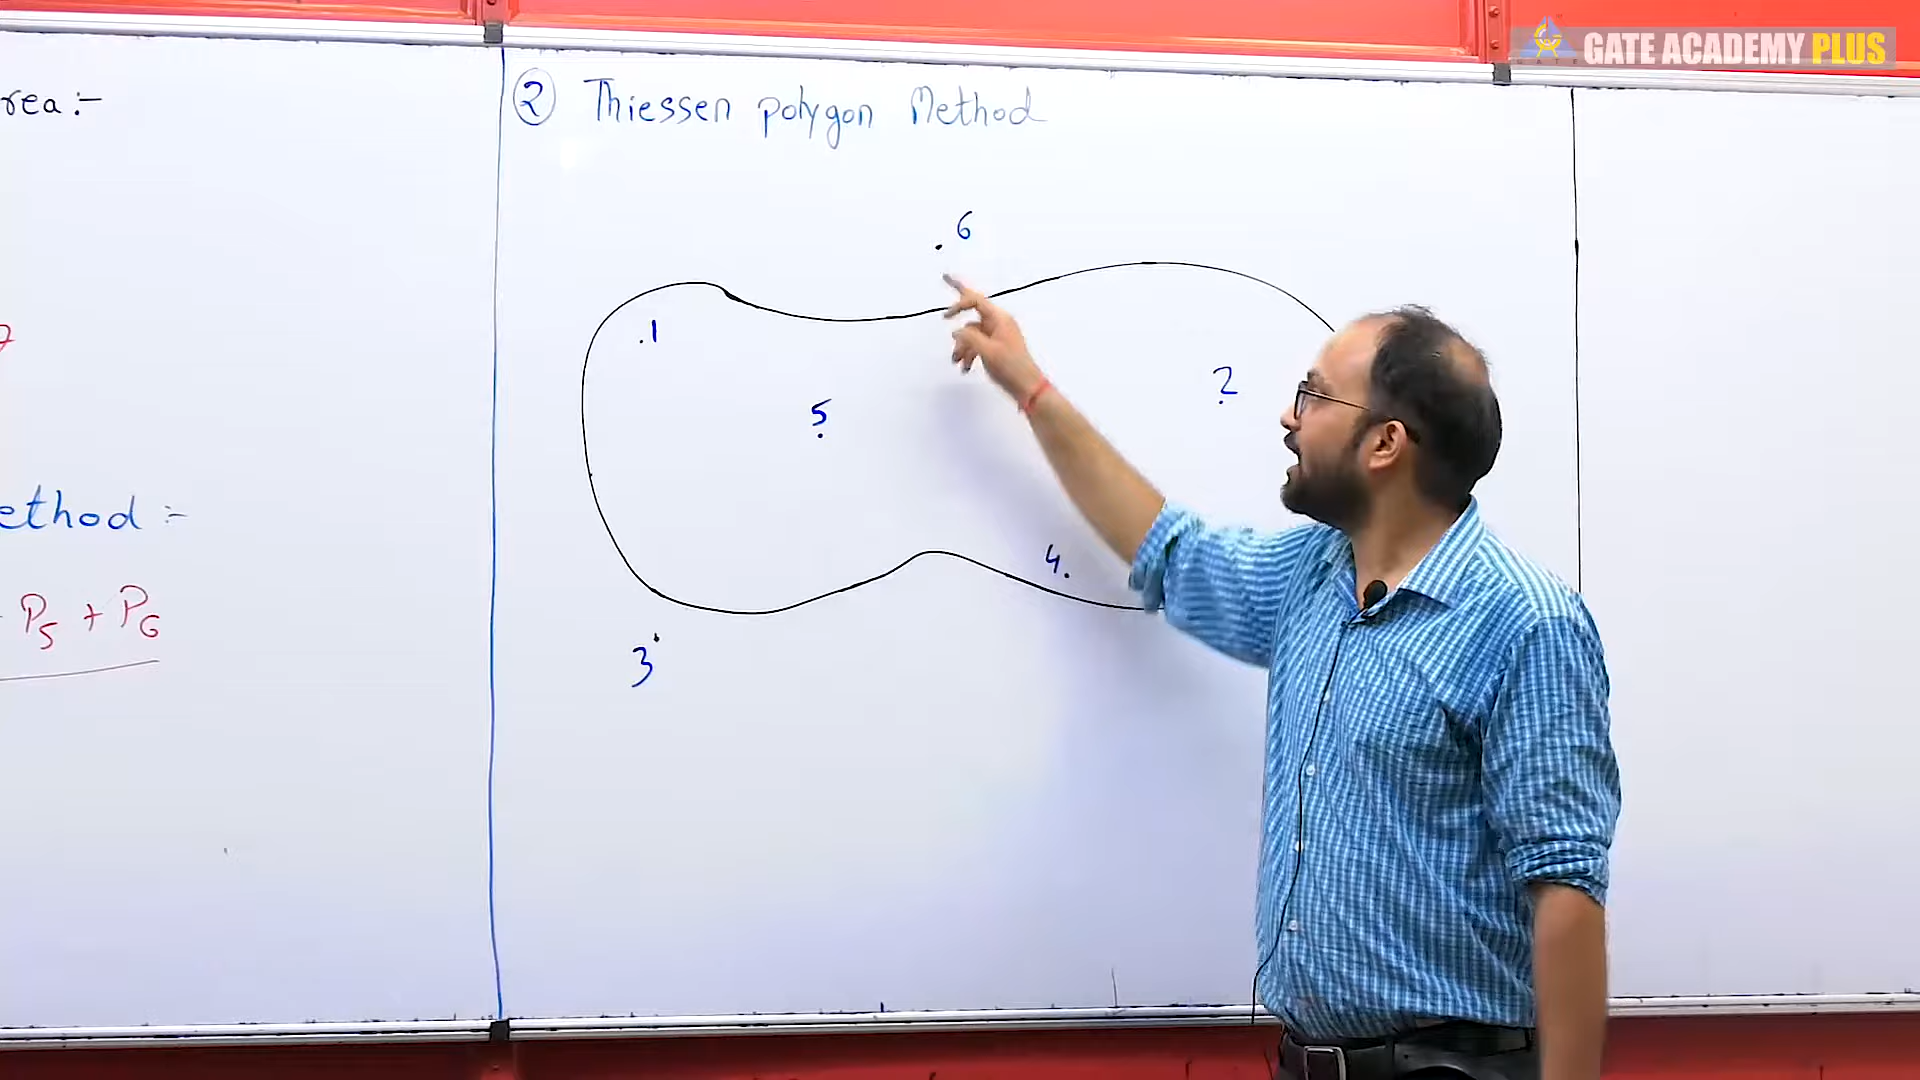 GATE ACADEMY PLUS
rea :-
ethod :-
P5 + P6
② Thiessen polygon Method
6
.1
2
5
4.
3